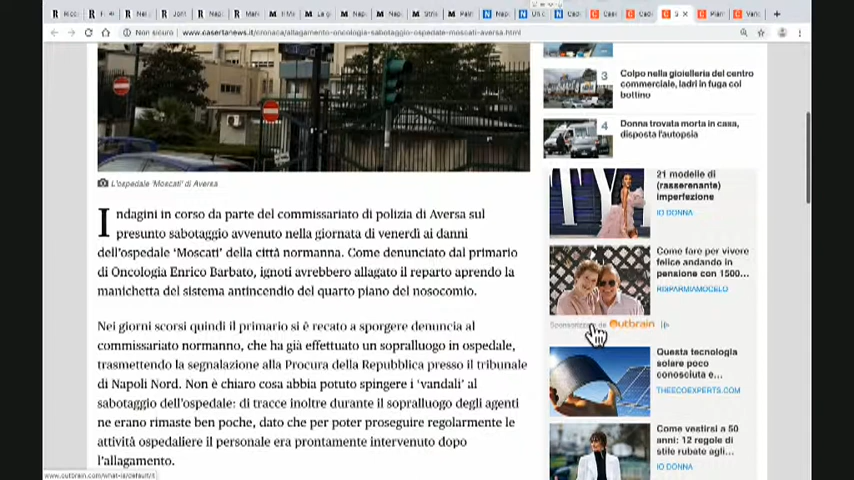 Non sicuro
www.casertanews.it/cronaca/allagamento-oncologia-sabotaggio-ospedale-moscati-aversa.html
L'ospedale 'Moscati' di Aversa
Indagini in corso da parte del commissariato di polizia di Aversa sul
presunto sabotaggio avvenuto nella giornata di venerdì ai danni
dell'ospedale 'Moscati' della città normanna. Come denunciato dal primario
di Oncologia Enrico Barbato, ignoti avrebbero allagato il reparto aprendo la
manichetta del sistema antincendio del quarto piano del nosocomio.
Nei giorni scorsi quindi il primario si è recato a sporgere denuncia al
commissariato normanno, che ha già effettuato un sopralluogo in ospedale,
trasmettendo la segnalazione alla Procura della Repubblica presso il tribunale
di Napoli Nord. Non è chiaro cosa abbia potuto spingere i 'vandali' al
sabotaggio dell'ospedale: di tracce inoltre durante il sopralluogo degli agenti
ne erano rimaste ben poche, dato che per poter proseguire regolarmente le
attività ospedaliere il personale era prontamente intervenuto dopo
l'allagamento.
3
Colpo nella gioielleria del centro
commerciale, ladri in fuga col
bottino
4
Donna trovata morta in casa,
disposta l'autopsia
21 modelle di
(rasserenante)
imperfezione
IO DONNA
Come fare per vivere
felice andando in
pensione con 1500...
RISPARMIAMOCELO
Outbrain
Questa tecnologia
solare poco
conosciuta e...
THEECOEXPERTS.COM
Come vestirsi a 50
anni: 12 regole di
stile rubate agli...
IO DONNA